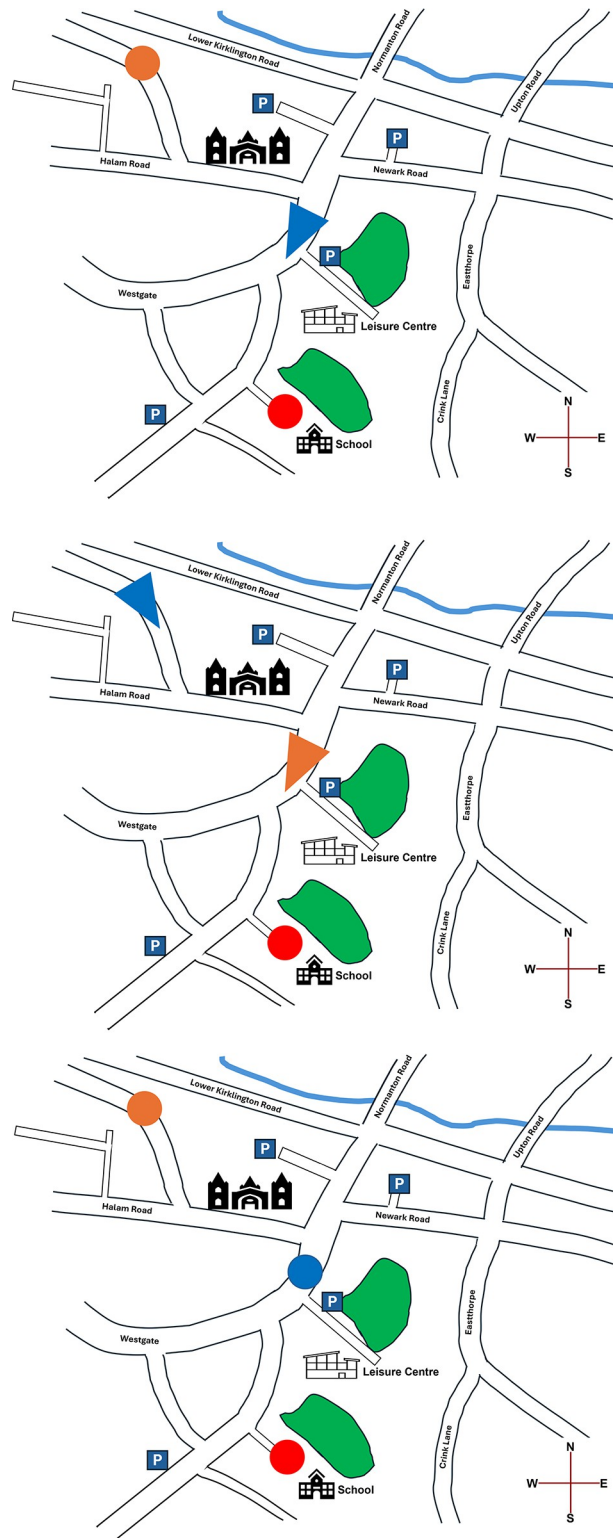 Normanton Road
Lower Kirklington Road
Upton Road
P
P
Halam Road
Newark Road
P
Eastthorpe
Westgate
Leisure Centre
Crink Lane
P
School
N
W E
S
Normanton Road
Lower Kirklington Road
Upton Road
P
P
Halam Road
Newark Road
P
Eastthorpe
Westgate
Leisure Centre
Crink Lane
P
School
N
W E
S
Normanton Road
Lower Kirklington Road
Upton Road
P
P
Halam Road
Newark Road
P
Eastthorpe
Westgate
Leisure Centre
Crink Lane
P
School
N
W E
S